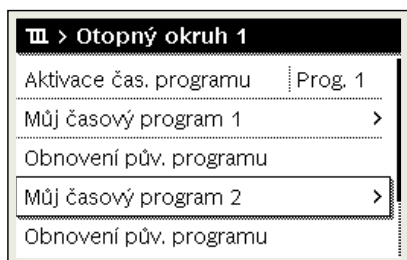 > Otopný okruh 1
Aktivace čas. programu Prog. 1
Můj časový program 1 >
Obnovení pův. programu
Můj časový program 2 >
Obnovení pův. programu